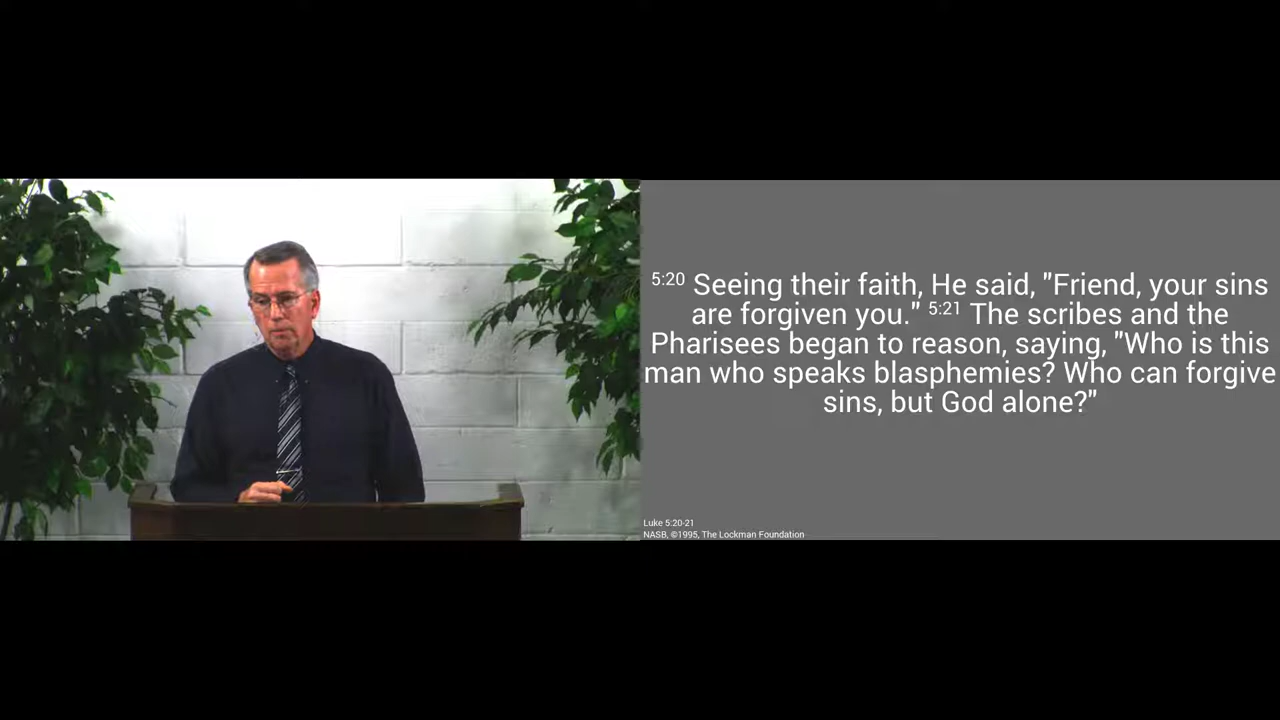 5:20 Seeing their faith, He said, "Friend, your sins
are forgiven you." 5:21 The scribes and the
Pharisees began to reason, saying, "Who is this
man who speaks blasphemies? Who can forgive
sins, but God alone?"
Luke 5:20-21
NASB, ©1995, The Lockman Foundation